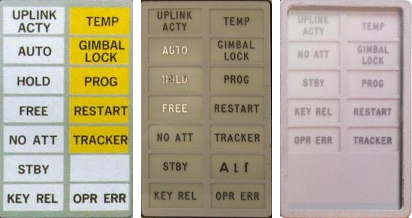 UPLINK ACTY TEMP
AUTO GIMBAL LOCK
HOLD PROG
FREE RESTART
NO ATT TRACKER
STBY
KEY REL OPR ERR
UPLINK ACTY TEMP
AUTO GIMBAL LOCK
HOLD PROG
FREE RESTART
NO ATT TRACKER
STBY
KEY REL OPR ERR
UPLINK ACTY TEMP
NO ATT GIMBAL LOCK
STBY PROG
KEY REL RESTART
OPR ERR TRACKER